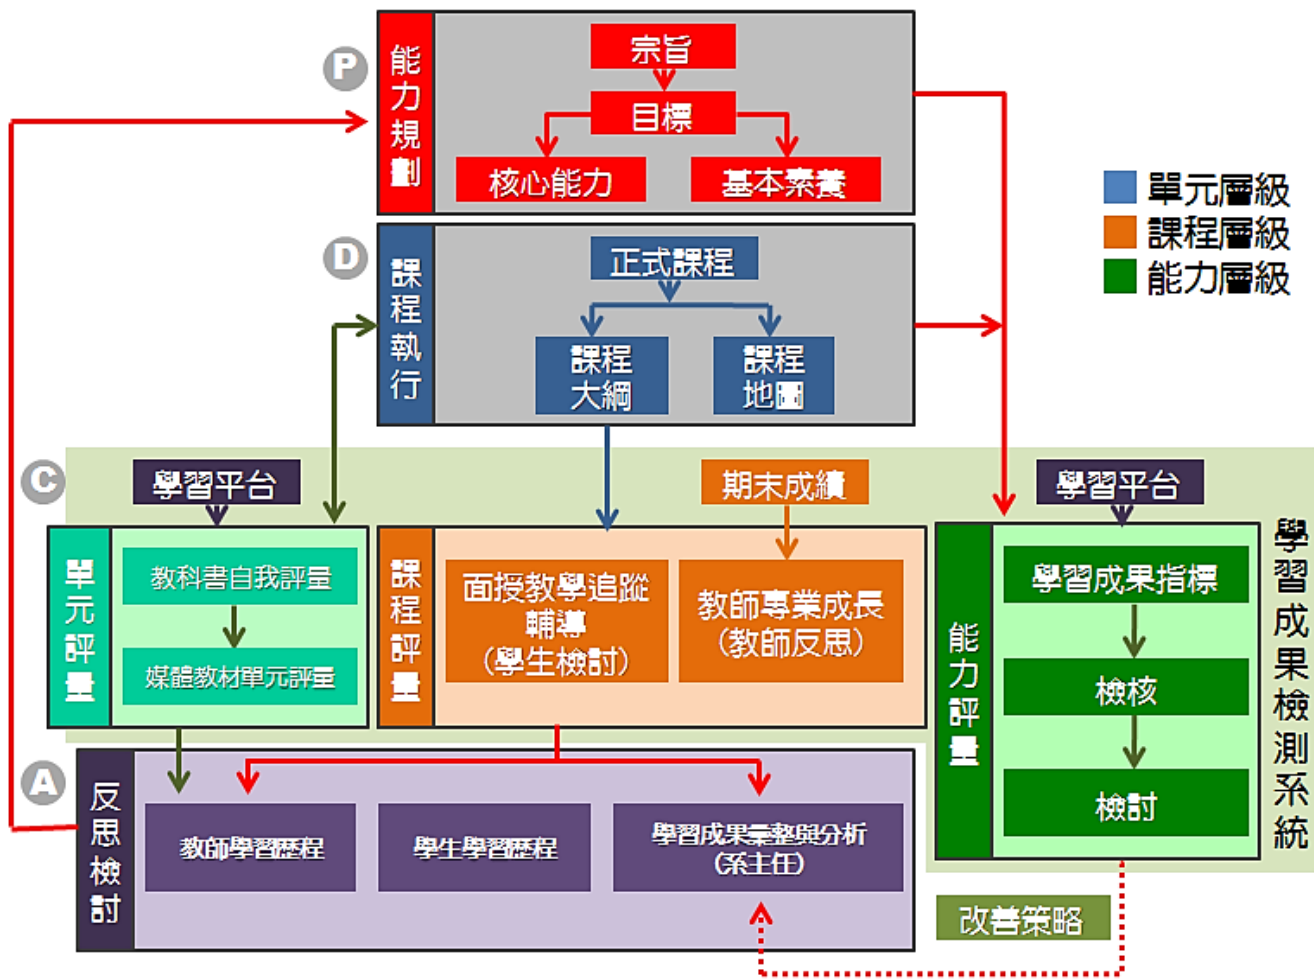 P
能力規劃
宗旨
目標
核心能力
基本素養
單元層級
課程層級
能力層級
D
課程執行
正式課程
課程
大綱
課程
地圖
C
學習平台
期末成績
學習平台
單元評量
教科書自我評量
媒體教材單元評量
課程評量
面授教學追蹤
輔導
(學生檢討)
教師專業成長
(教師反思)
能力評量
學習成果指標
檢核
檢討
學習成果檢測系統
A
反思檢討
教師學習歷程
學生學習歷程
學習成果彙整與分析
(系主任)
改善策略